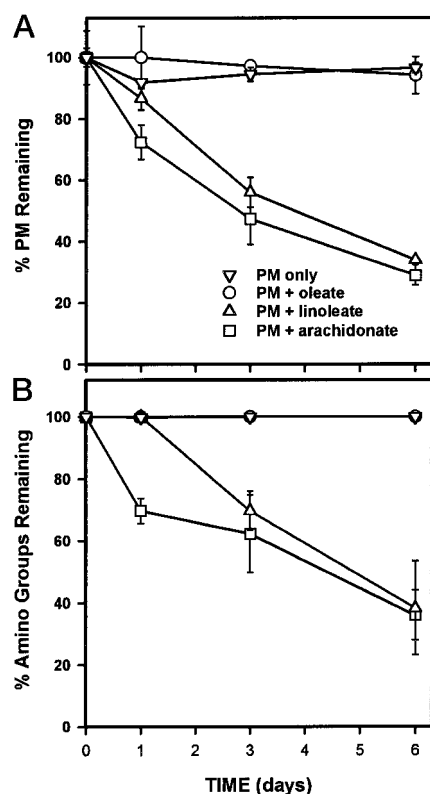 A
% PM Remaining
100
80
60
40
20
0
PM only
PM + oleate
PM + linoleate
PM + arachidonate
B
% Amino Groups Remaining
100
80
60
40
20
0
0 1 2 3 4 5 6
TIME (days)